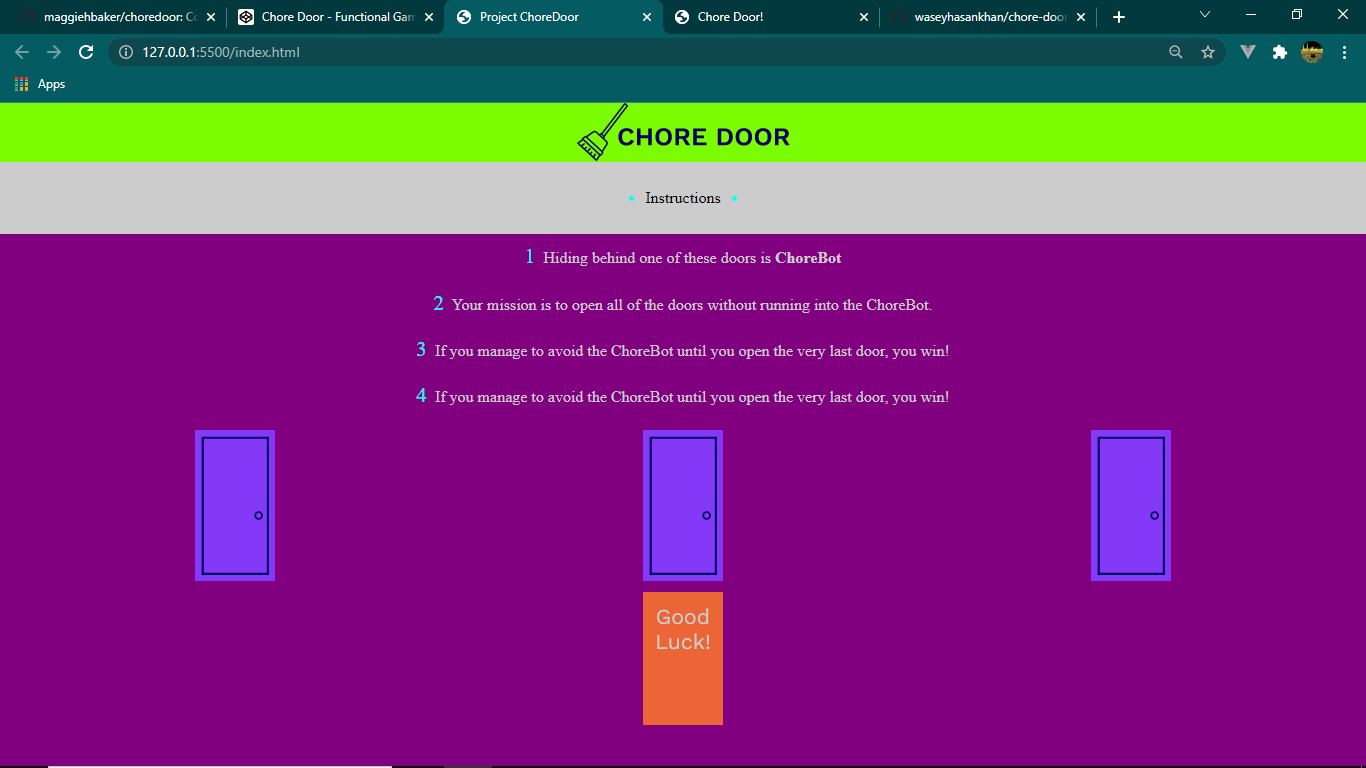 maggiehbaker/choredoor: Co
Chore Door - Functional Gam
Project ChoreDoor
Chore Door!
waseyhasankhan/chore-door
127.0.0.1:5500/index.html
Apps
CHORE DOOR
Instructions
1 Hiding behind one of these doors is ChoreBot
2 Your mission is to open all of the doors without running into the ChoreBot.
3 If you manage to avoid the ChoreBot until you open the very last door, you win!
4 If you manage to avoid the ChoreBot until you open the very last door, you win!
Good
Luck!